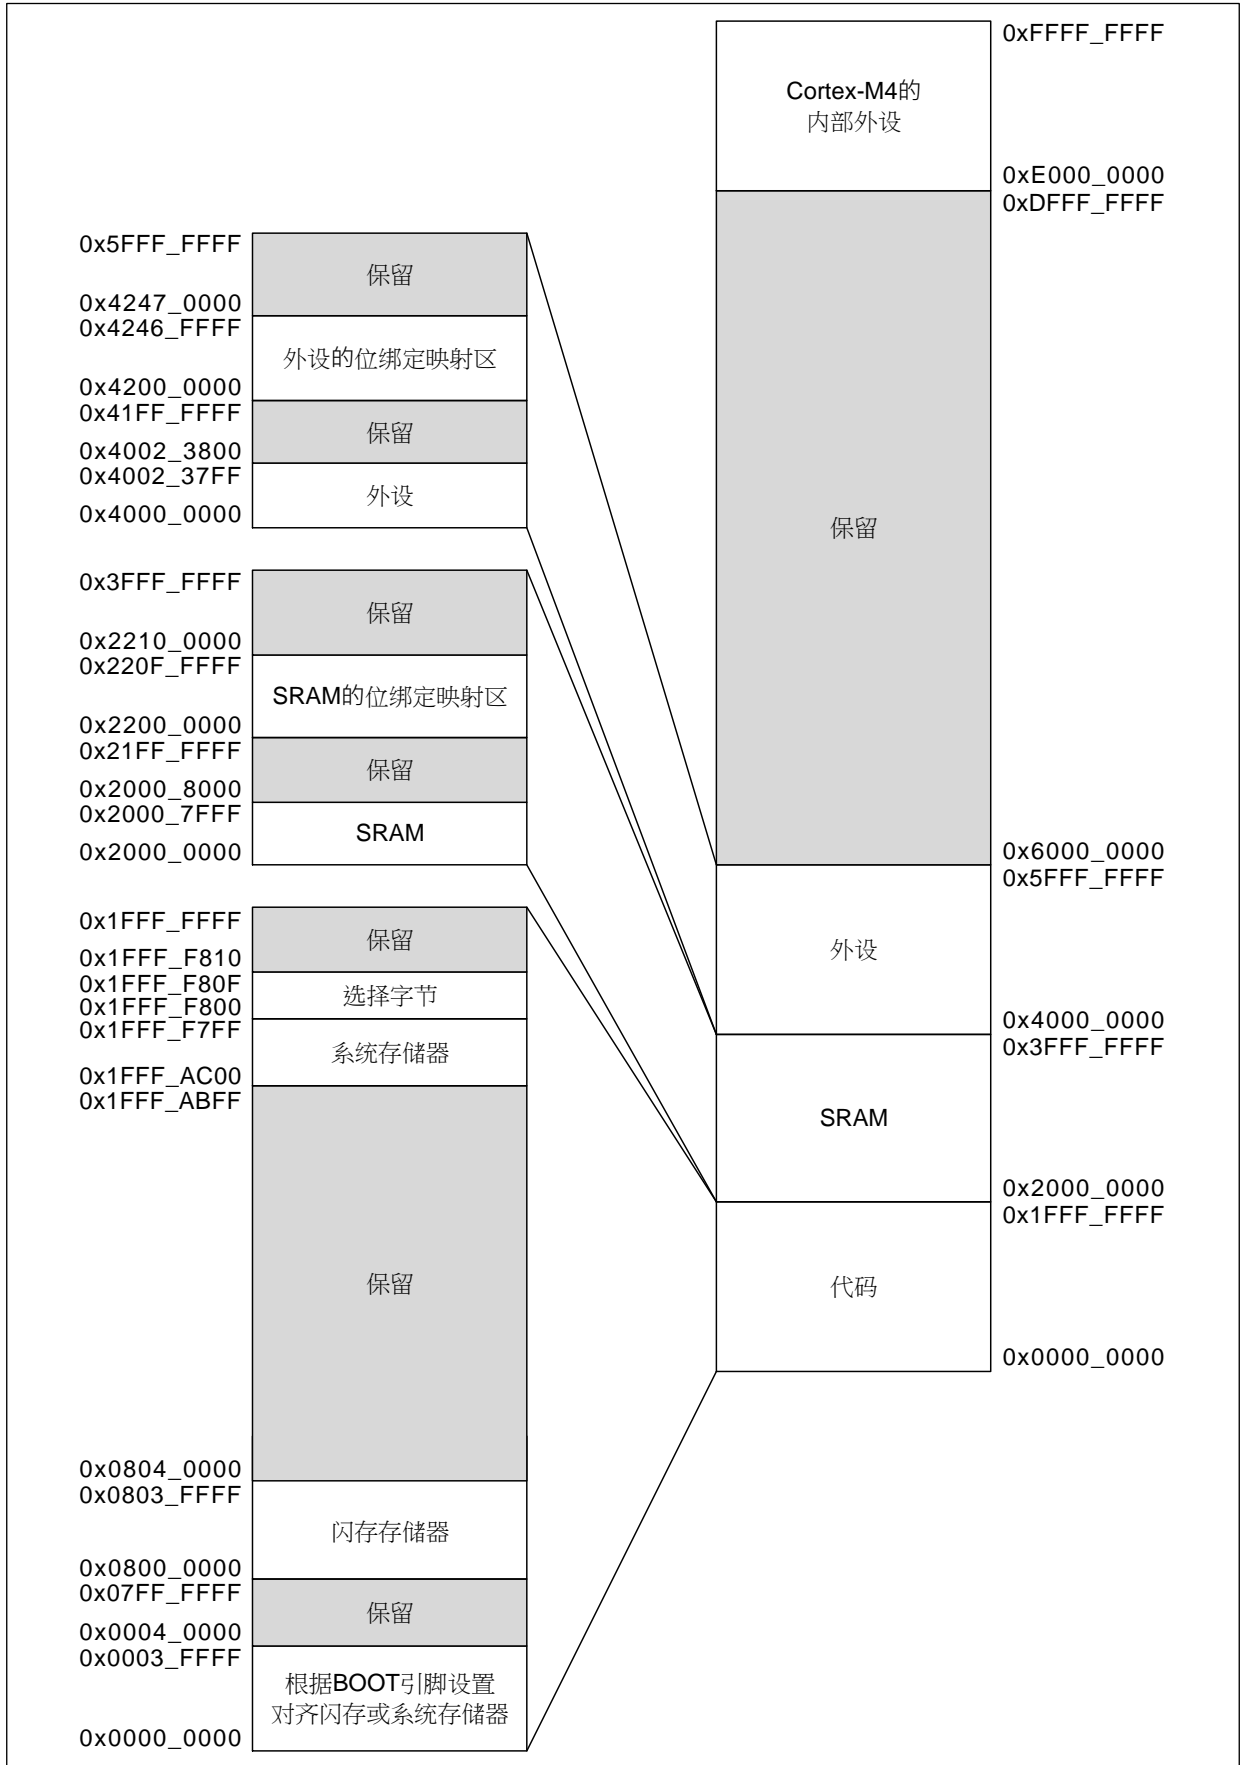 0xFFFF_FFFF
Cortex-M4的
内部外设
0xE000_0000
0xDFFF_FFFF
保留
0x6000_0000
0x5FFF_FFFF
外设
0x4000_0000
0x3FFF_FFFF
SRAM
0x2000_0000
0x1FFF_FFFF
代码
0x0000_0000
0x5FFF_FFFF
保留
0x4247_0000
0x4246_FFFF
外设的位绑定映射区
0x4200_0000
0x41FF_FFFF
保留
0x4002_3800
0x4002_37FF
外设
0x4000_0000
0x3FFF_FFFF
保留
0x2210_0000
0x220F_FFFF
SRAM的位绑定映射区
0x2200_0000
0x21FF_FFFF
保留
0x2000_8000
0x2000_7FFF
SRAM
0x2000_0000
0x1FFF_FFFF
保留
0x1FFF_F810
0x1FFF_F80F
选择字节
0x1FFF_F800
0x1FFF_F7FF
系统存储器
0x1FFF_AC00
0x1FFF_ABFF
保留
0x0804_0000
0x0803_FFFF
闪存存储器
0x0800_0000
0x07FF_FFFF
保留
0x0004_0000
0x0003_FFFF
根据BOOT引脚设置
对齐闪存或系统存储器
0x0000_0000